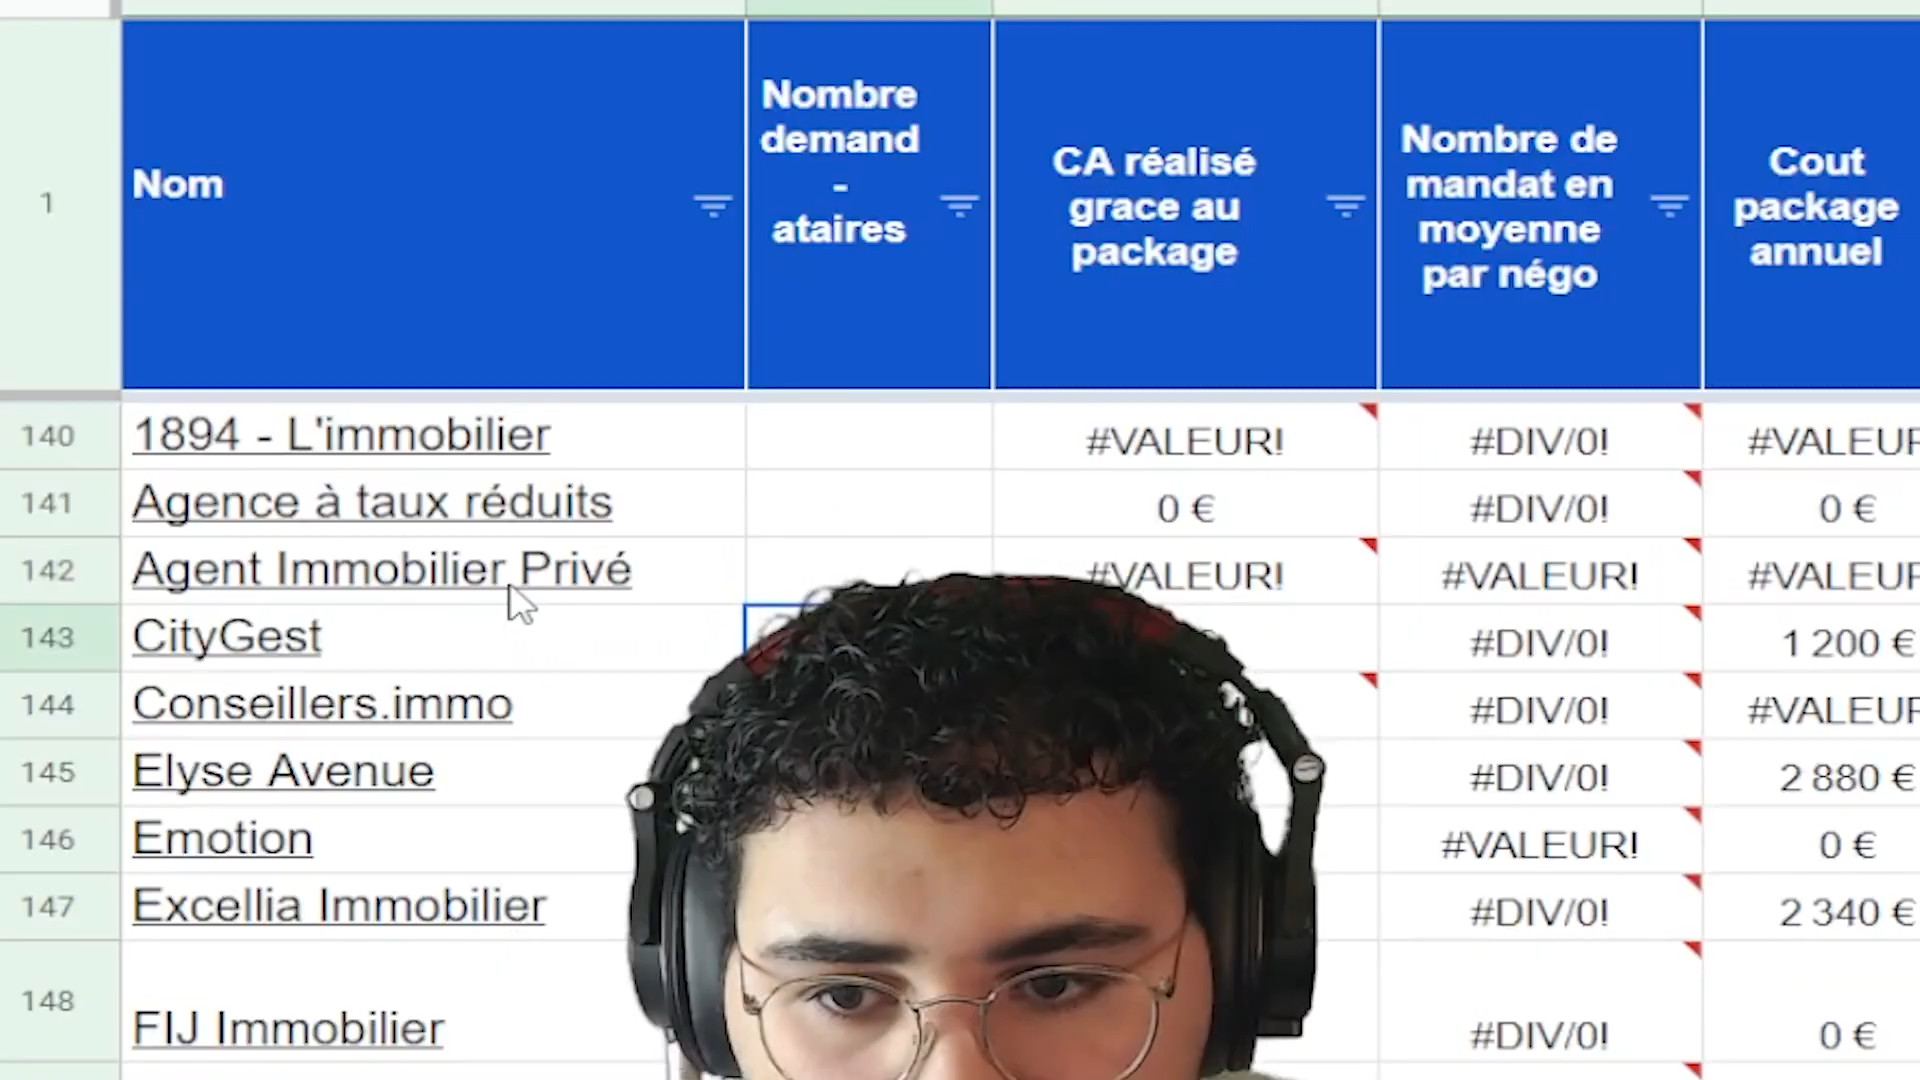 1
Nom
Nombre
demand
-
ataires
CA réalisé
grace au
package
Nombre de
mandat en
moyenne
par négo
Cout
package
annuel
140 1894 - L'immobilier #VALEUR! #DIV/0! #VALEUR
141 Agence à taux réduits 0 € #DIV/0! 0 €
142 Agent Immobilier Privé #VALEUR! #VALEUR! #VALEUR
143 CityGest #DIV/0! 1 200 €
144 Conseillers.immo #DIV/0! #VALEUR
145 Elyse Avenue #DIV/0! 2 880 €
146 Emotion #VALEUR! 0 €
147 Excellia Immobilier #DIV/0! 2 340 €
148 FIJ Immobilier #DIV/0! 0 €